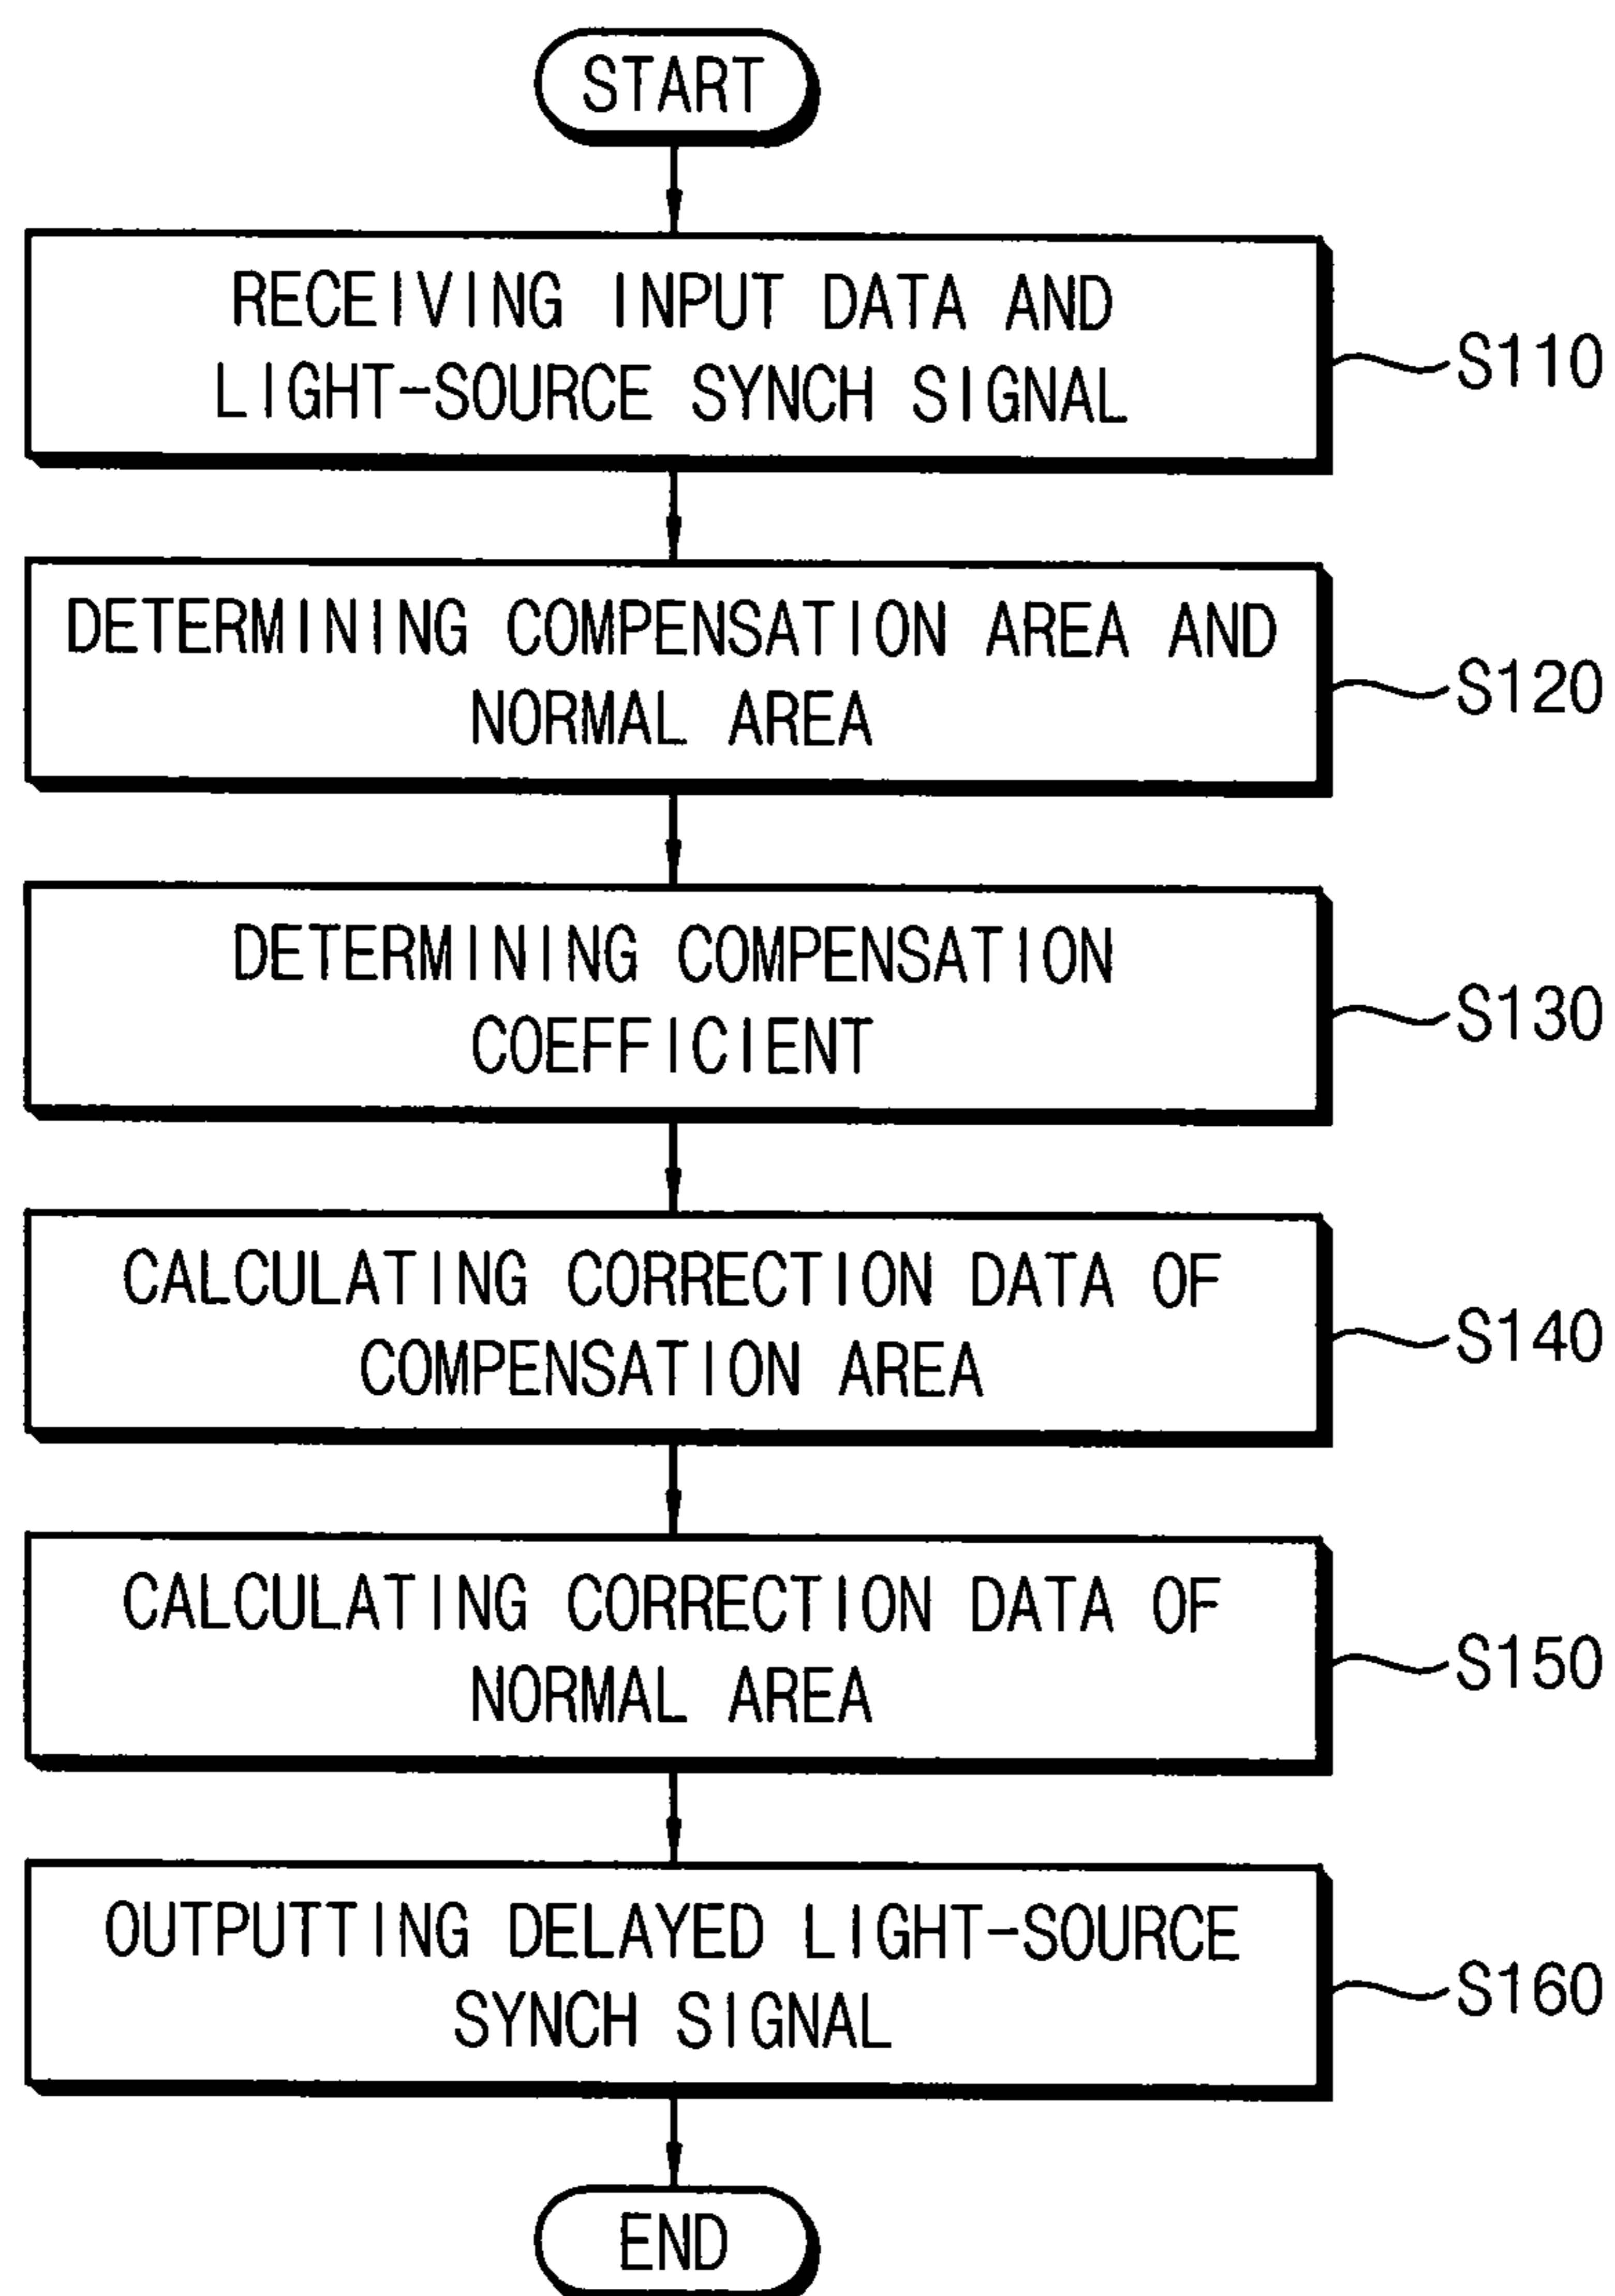 START
RECEIVING INPUT DATA AND
LIGHT-SOURCE SYNCH SIGNAL
S110
DETERMINING COMPENSATION AREA AND
NORMAL AREA
S120
DETERMINING COMPENSATION
COEFFICIENT
S130
CALCULATING CORRECTION DATA OF
COMPENSATION AREA
S140
CALCULATING CORRECTION DATA OF
NORMAL AREA
S150
OUTPUTTING DELAYED LIGHT-SOURCE
SYNCH SIGNAL
S160
END